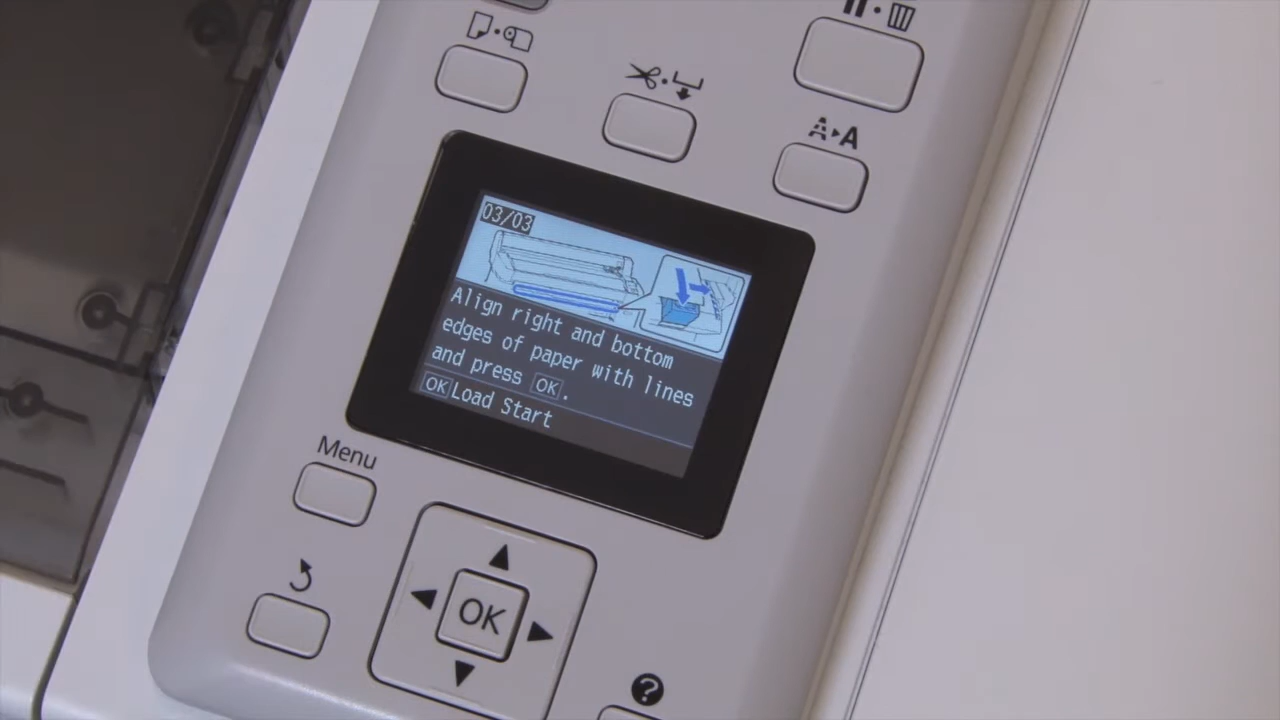 A▸A
03/03
Align right and bottom
edges of paper with lines
and press OK.
OK Load Start
Menu
OK
?